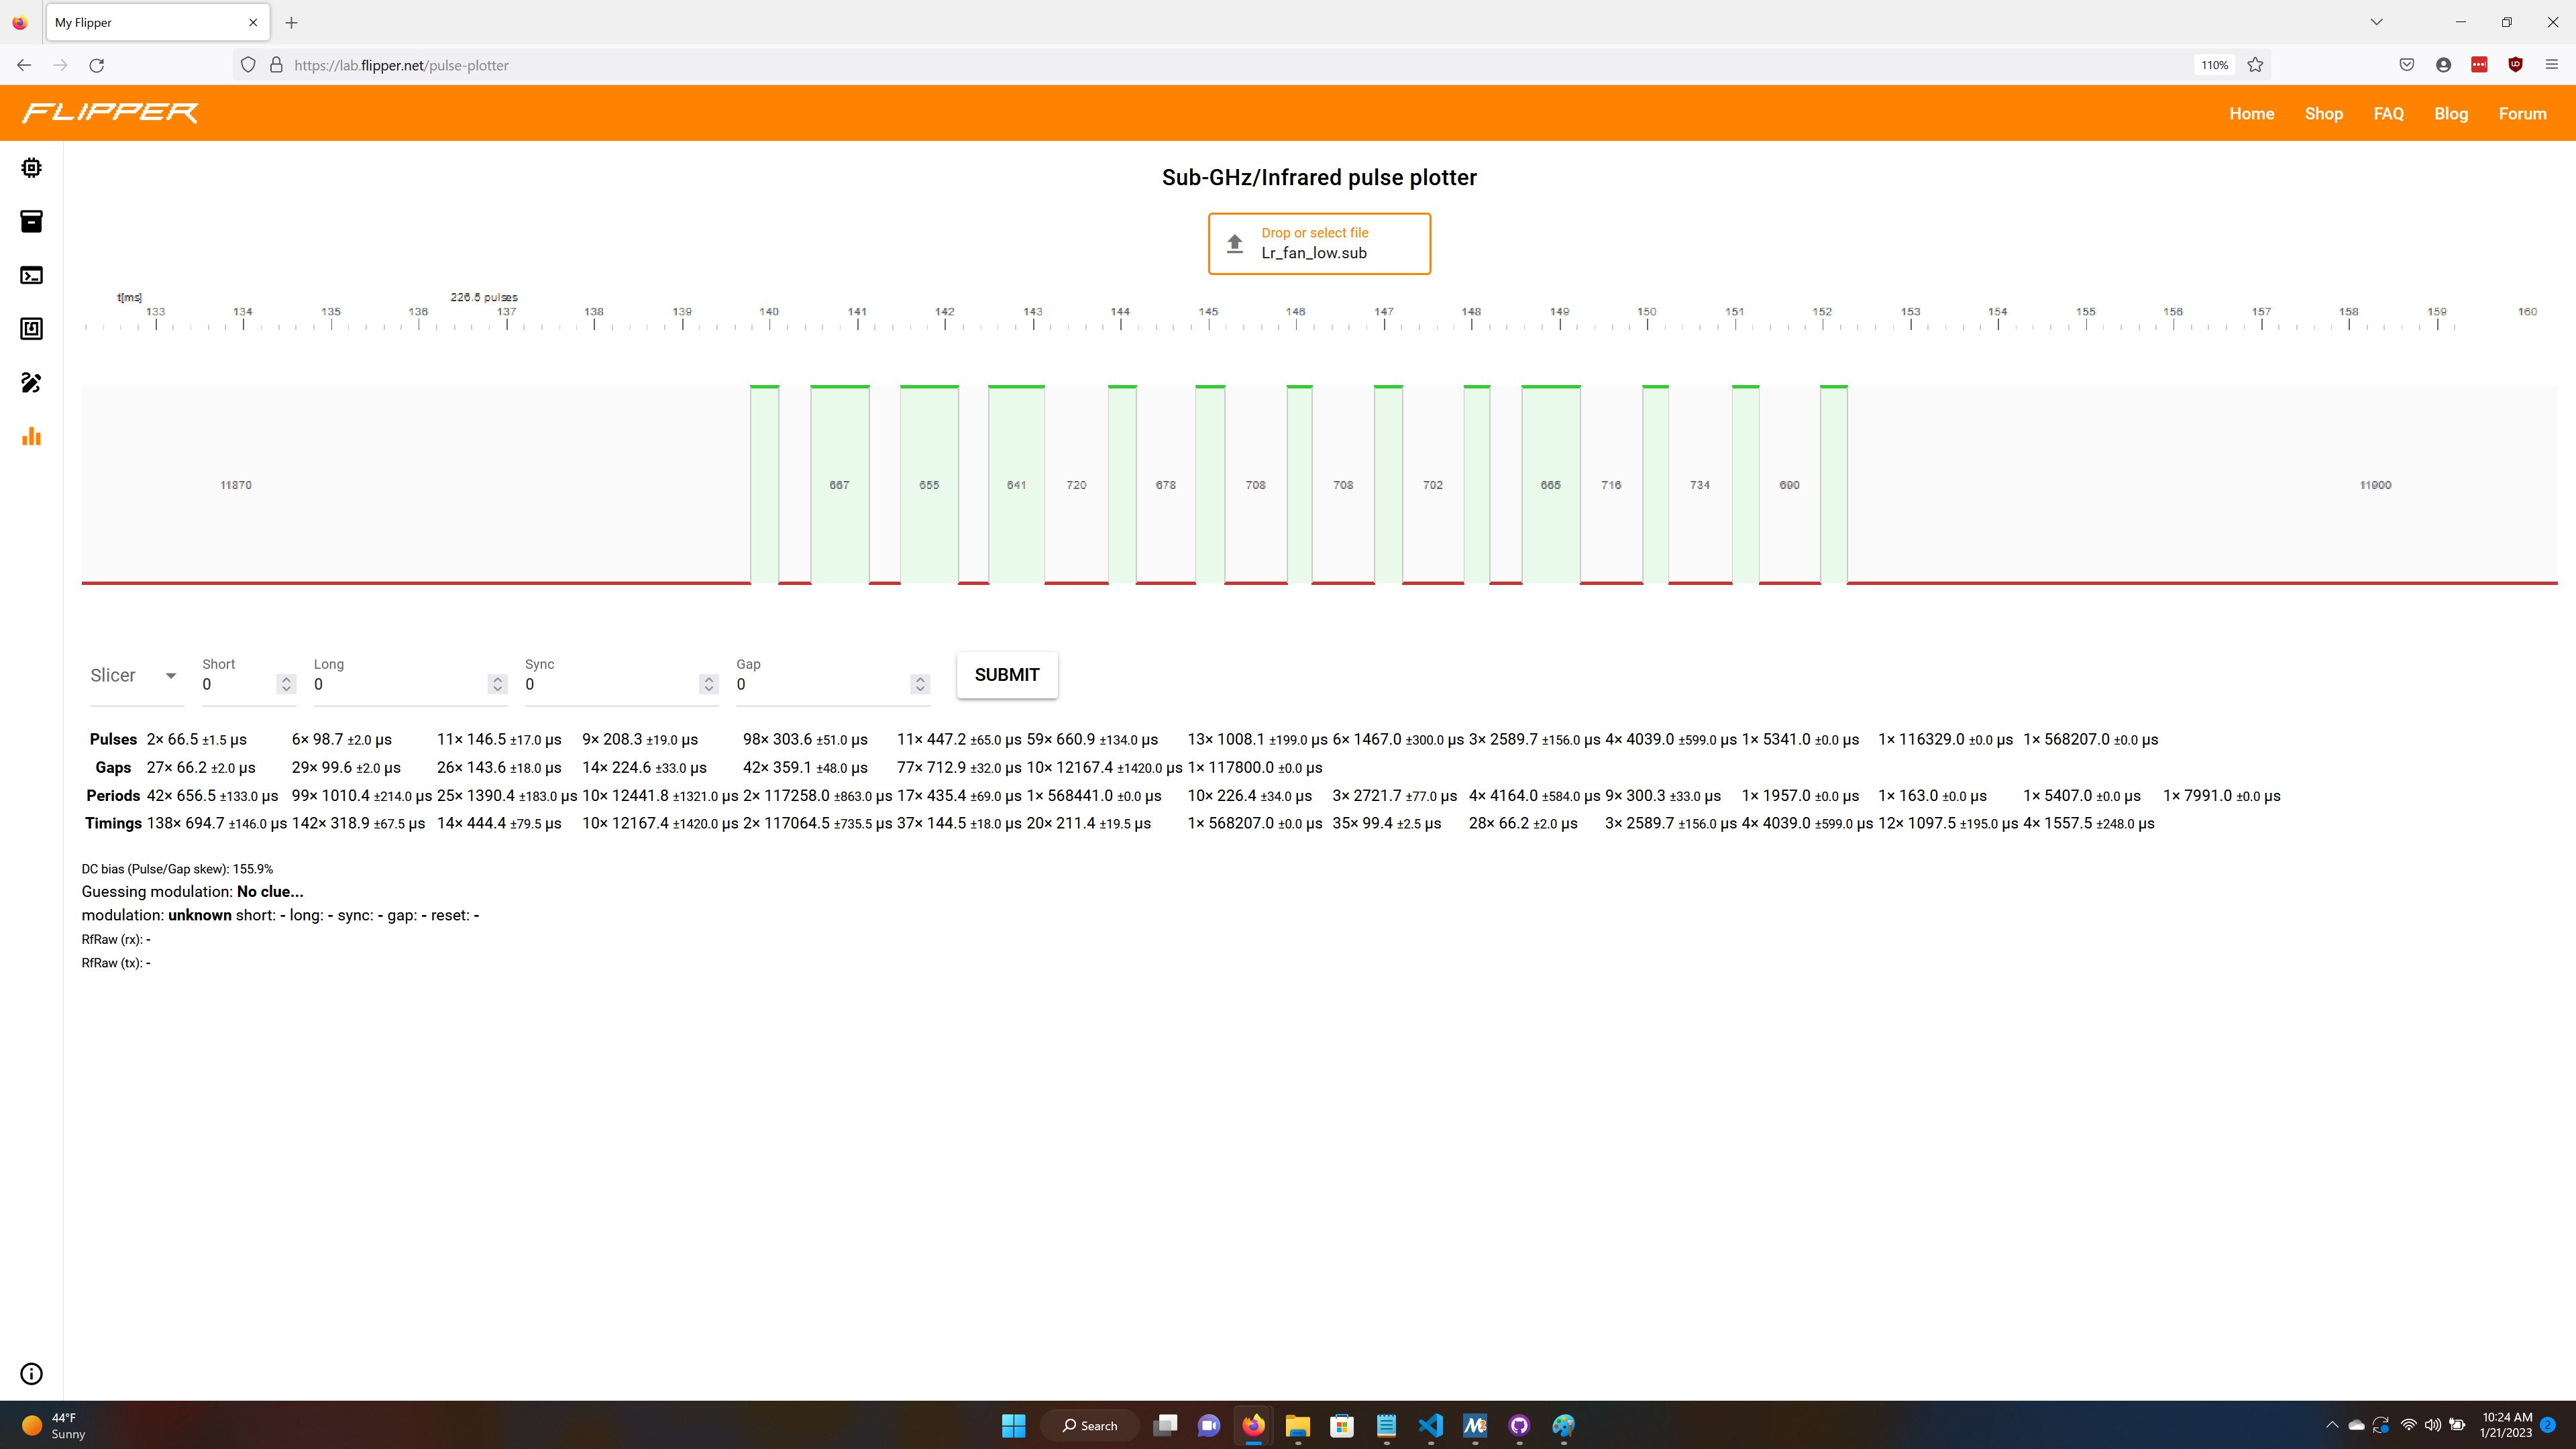 My Flipper
https://lab.flipper.net/pulse-plotter
110%
FLIPPER
Home Shop FAQ Blog Forum
Sub-GHz/Infrared pulse plotter
Drop or select file
Lr_fan_low.sub
t[ms] 226.5 pulses
133 134 135 136 137 138 139 140 141 142 143 144 145 146 147 148 149 150 151 152 153 154 155 156 157 158 159 160
11870 667 655 641 720 678 708 708 702 665 716 734 690 11900
Slicer Short 0 Long 0 Sync 0 Gap 0 SUBMIT
Pulses 2× 66.5 ±1.5 µs 6× 98.7 ±2.0 µs 11× 146.5 ±17.0 µs 9× 208.3 ±19.0 µs 98× 303.6 ±51.0 µs 11× 447.2 ±65.0 µs 59× 660.9 ±134.0 µs 13× 1008.1 ±199.0 µs 6× 1467.0 ±300.0 µs 3× 2589.7 ±156.0 µs 4× 4039.0 ±599.0 µs 1× 5341.0 ±0.0 µs 1× 116329.0 ±0.0 µs 1× 568207.0 ±0.0 µs
Gaps 27× 66.2 ±2.0 µs 29× 99.6 ±2.0 µs 26× 143.6 ±18.0 µs 14× 224.6 ±33.0 µs 42× 359.1 ±48.0 µs 77× 712.9 ±32.0 µs 10× 12167.4 ±1420.0 µs 1× 117800.0 ±0.0 µs
Periods 42× 656.5 ±133.0 µs 99× 1010.4 ±214.0 µs 25× 1390.4 ±183.0 µs 10× 12441.8 ±1321.0 µs 2× 117258.0 ±863.0 µs 17× 435.4 ±69.0 µs 1× 568441.0 ±0.0 µs 10× 226.4 ±34.0 µs 3× 2721.7 ±77.0 µs 4× 4164.0 ±584.0 µs 9× 300.3 ±33.0 µs 1× 1957.0 ±0.0 µs 1× 163.0 ±0.0 µs 1× 5407.0 ±0.0 µs 1× 7991.0 ±0.0 µs
Timings 138× 694.7 ±146.0 µs 142× 318.9 ±67.5 µs 14× 444.4 ±79.5 µs 10× 12167.4 ±1420.0 µs 2× 117064.5 ±735.5 µs 37× 144.5 ±18.0 µs 20× 211.4 ±19.5 µs 1× 568207.0 ±0.0 µs 35× 99.4 ±2.5 µs 28× 66.2 ±2.0 µs 3× 2589.7 ±156.0 µs 4× 4039.0 ±599.0 µs 12× 1097.5 ±195.0 µs 4× 1557.5 ±248.0 µs
DC bias (Pulse/Gap skew): 155.9%
Guessing modulation: No clue...
modulation: unknown short: - long: - sync: - gap: - reset: -
RfRaw (rx): -
RfRaw (tx): -
44°F
Sunny
Search
10:24 AM
1/21/2023
2